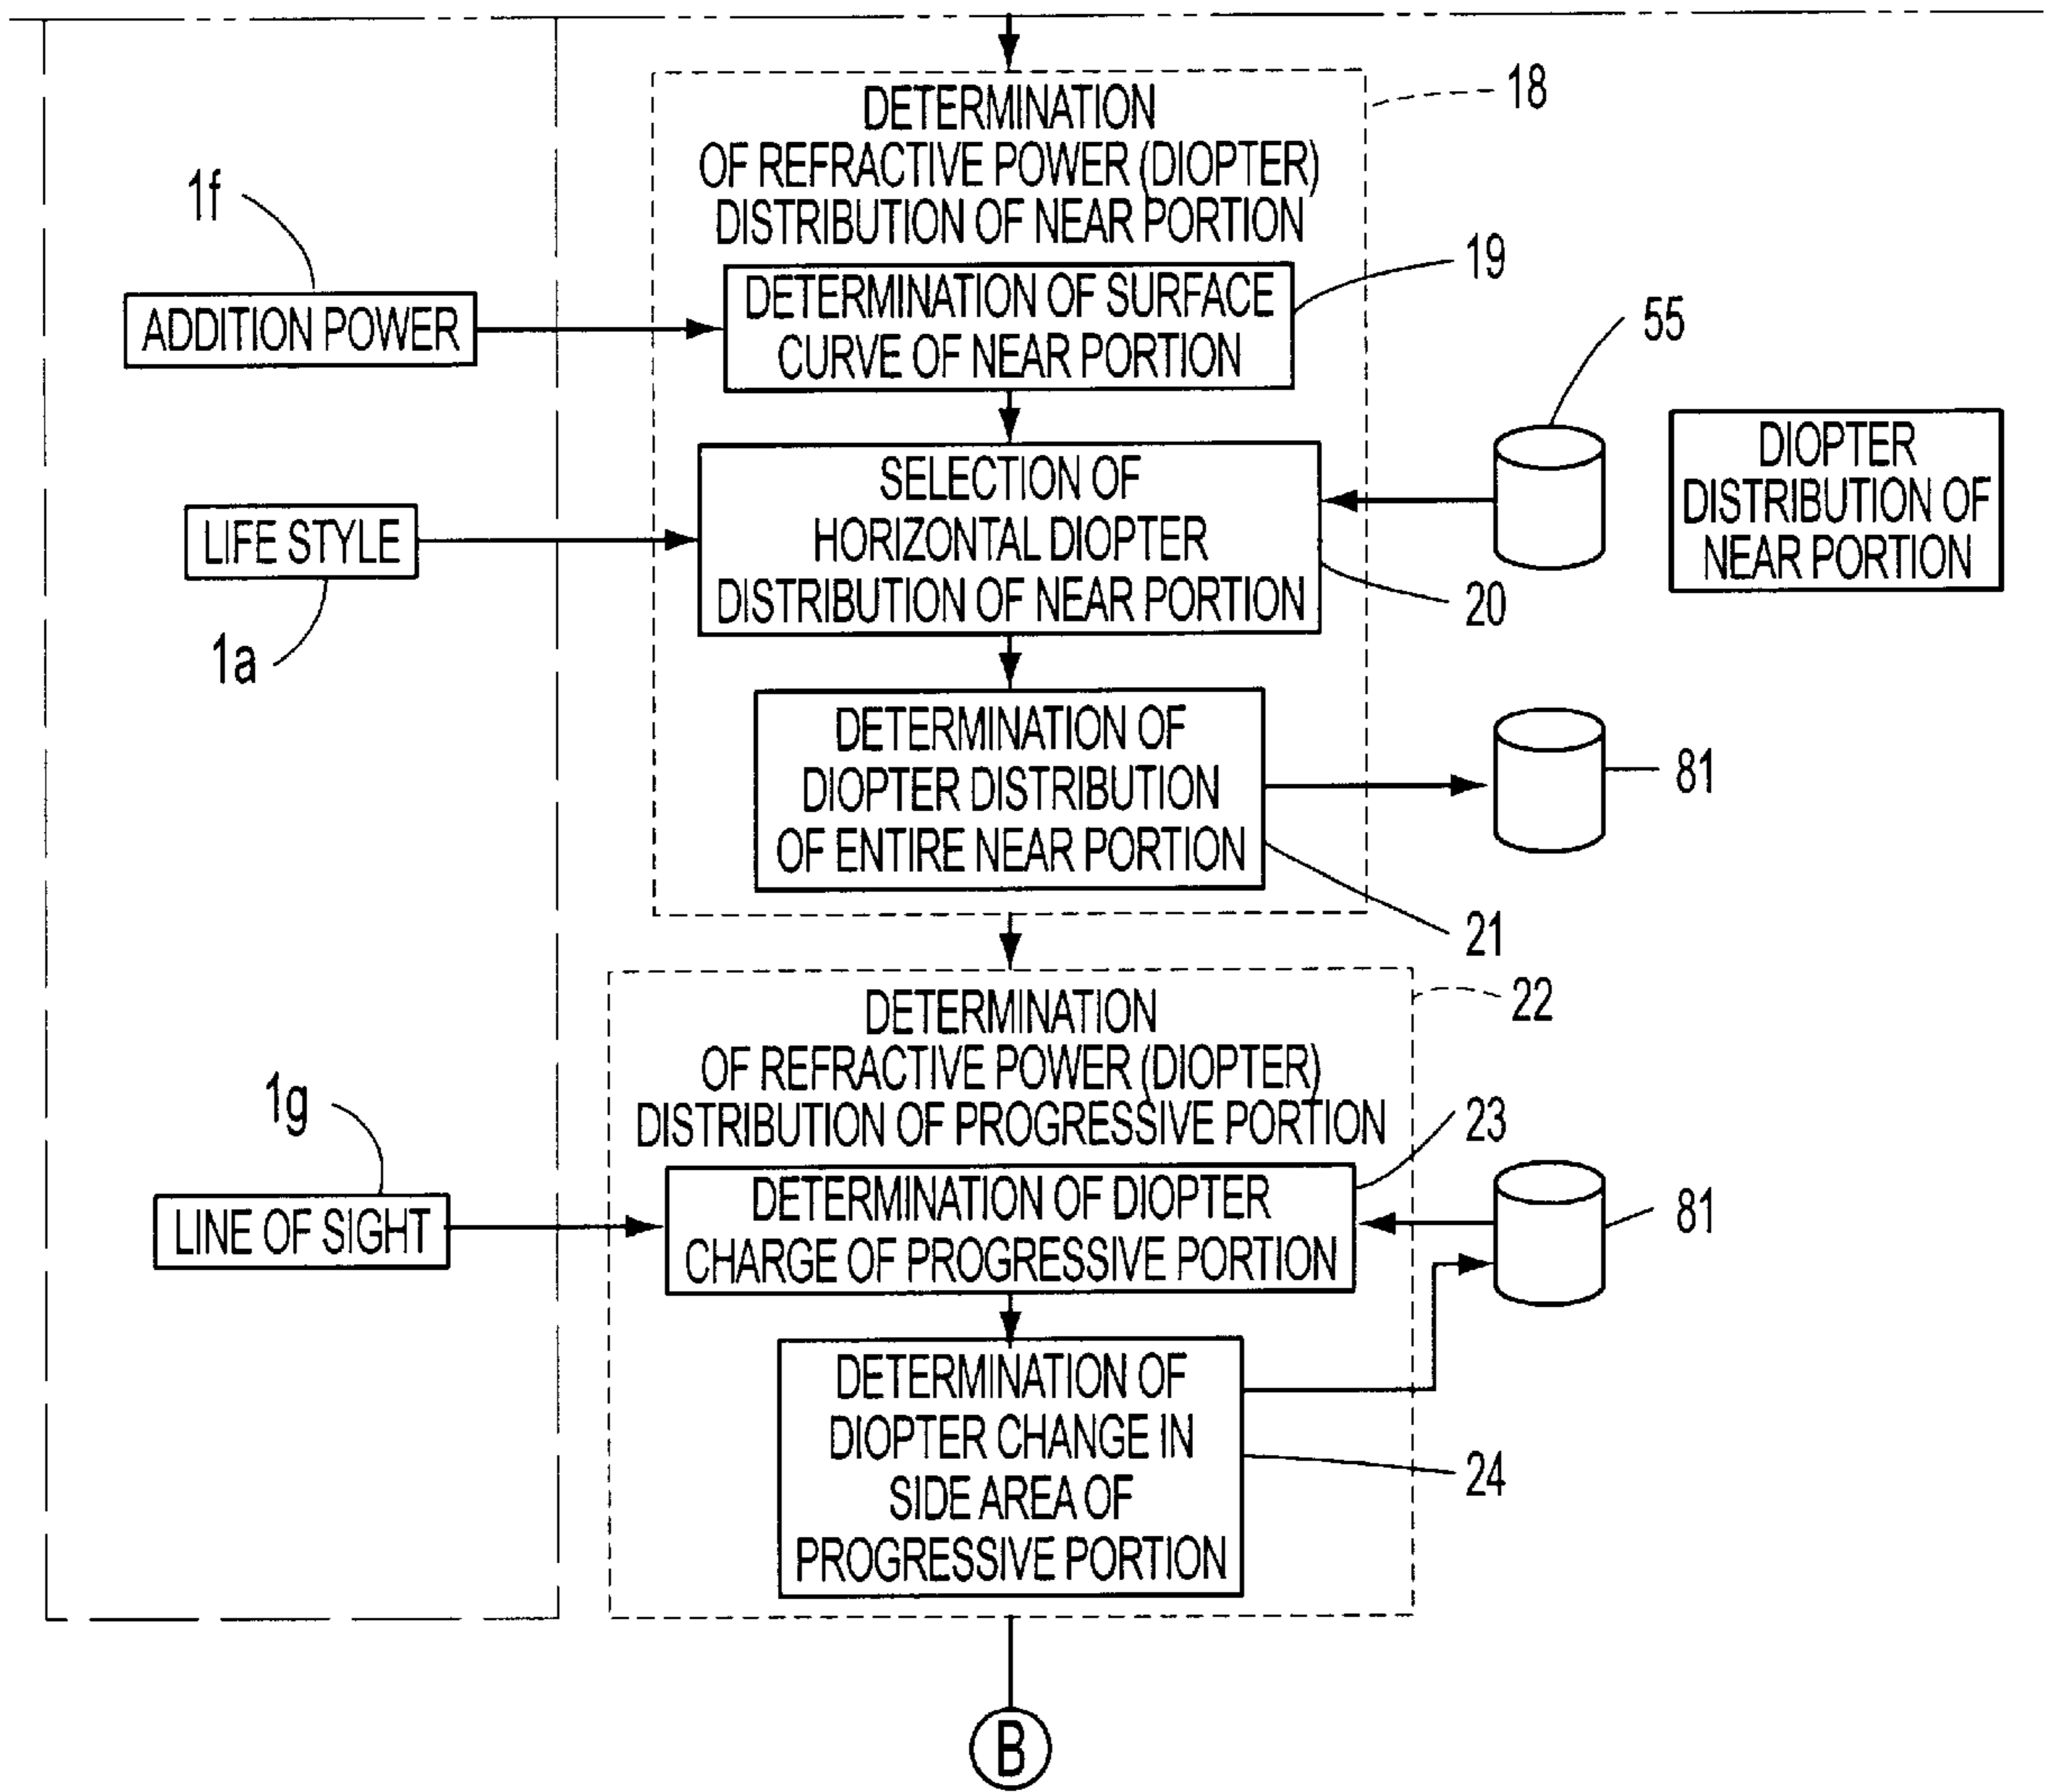 DETERMINATION
OF REFRACTIVE POWER (DIOPTER)
DISTRIBUTION OF NEAR PORTION
18
1f
ADDITION POWER
DETERMINATION OF SURFACE
CURVE OF NEAR PORTION
19
55
LIFE STYLE
1a
SELECTION OF
HORIZONTAL DIOPTER
DISTRIBUTION OF NEAR PORTION
20
DIOPTER
DISTRIBUTION OF
NEAR PORTION
DETERMINATION OF
DIOPTER DISTRIBUTION
OF ENTIRE NEAR PORTION
81
21
DETERMINATION
OF REFRACTIVE POWER (DIOPTER)
DISTRIBUTION OF PROGRESSIVE PORTION
22
1g
LINE OF SIGHT
DETERMINATION OF DIOPTER
CHARGE OF PROGRESSIVE PORTION
23
81
DETERMINATION OF
DIOPTER CHANGE IN
SIDE AREA OF
PROGRESSIVE PORTION
24
B